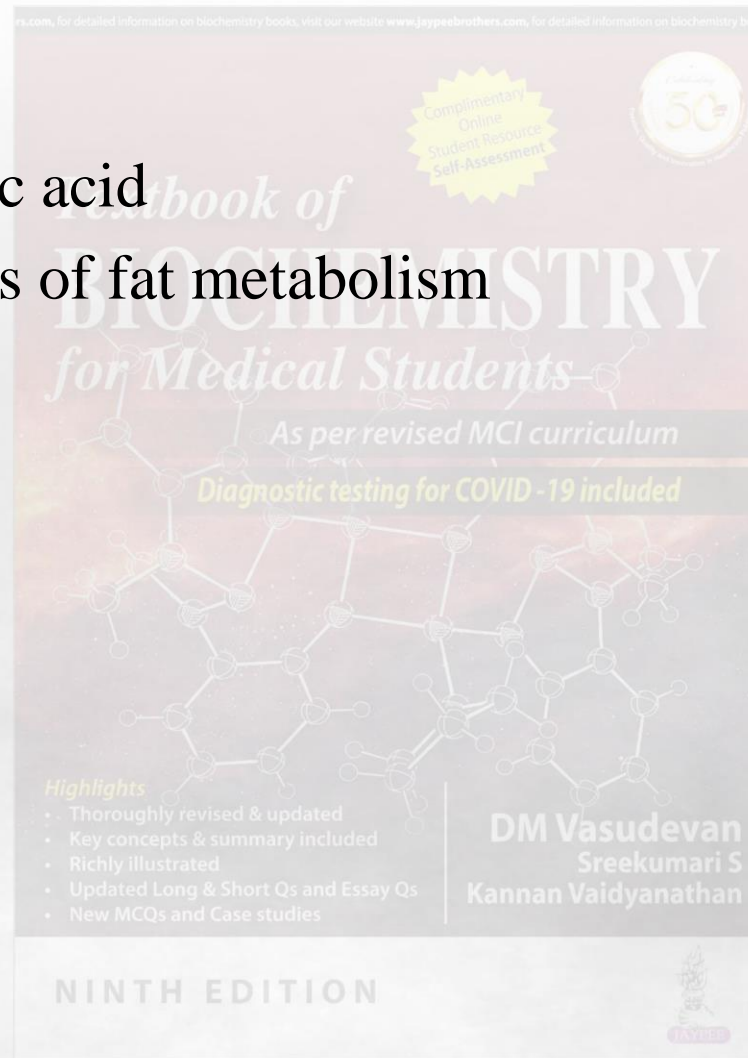 rs.com, for detailed information on biochemistry books, visit our website www.jaypeebrothers.com, for detailed information on biochemistry b
Complimentary
Online
Student Resource
Self-Assessment
50
c acid
Textbook of
s of fat metabolism
BIOCHEMISTRY
for Medical Students
As per revised MCI curriculum
Diagnostic testing for COVID -19 included
Highlights
• Thoroughly revised & updated
• Key concepts & summary included
• Richly illustrated
• Updated Long & Short Qs and Essay Qs
• New MCQs and Case studies
DM Vasudevan
Sreekumari S
Kannan Vaidyanathan
NINTH EDITION
JAYPEE